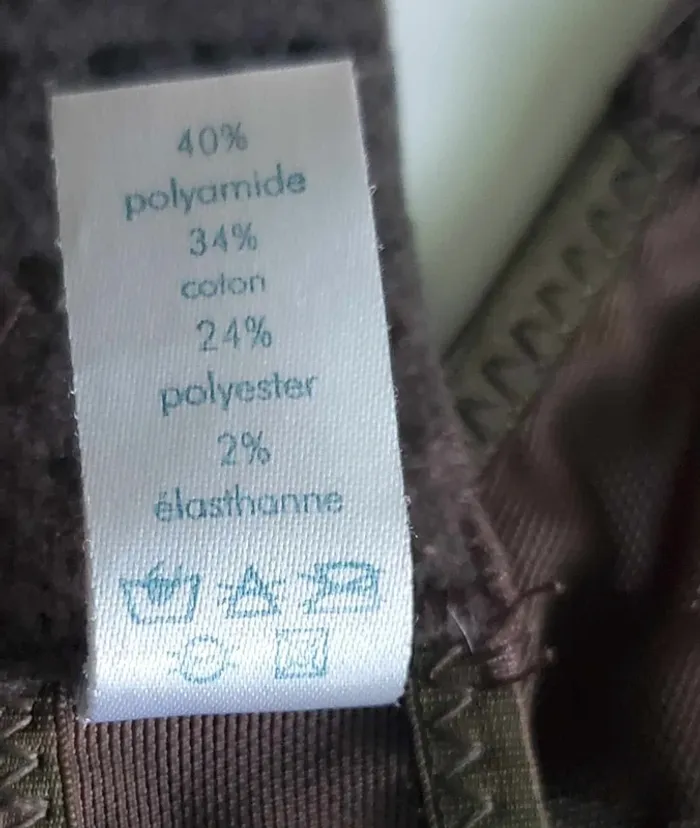 40%
polyamide
34%
coton
24%
polyester
2%
élasthanne